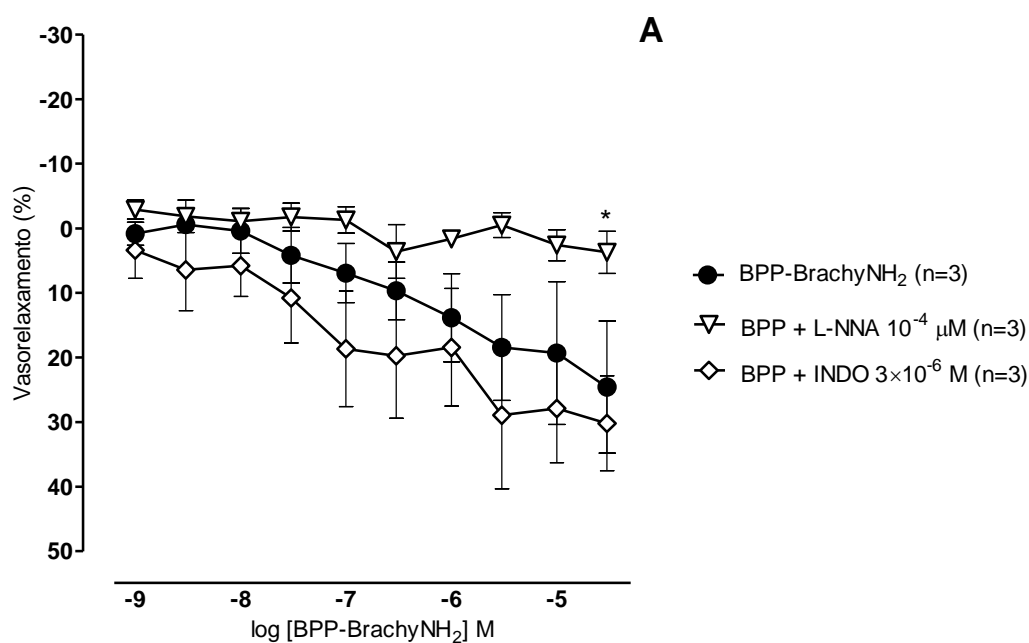 A
-30
-20
-10
0
10
20
30
40
50
Vasorelaxamento (%)
*
-9 -8 -7 -6 -5
log [BPP-BrachyNH₂] M
BPP-BrachyNH₂ (n=3)
BPP + L-NNA 10⁻⁴ μM (n=3)
BPP + INDO 3×10⁻⁶ M (n=3)